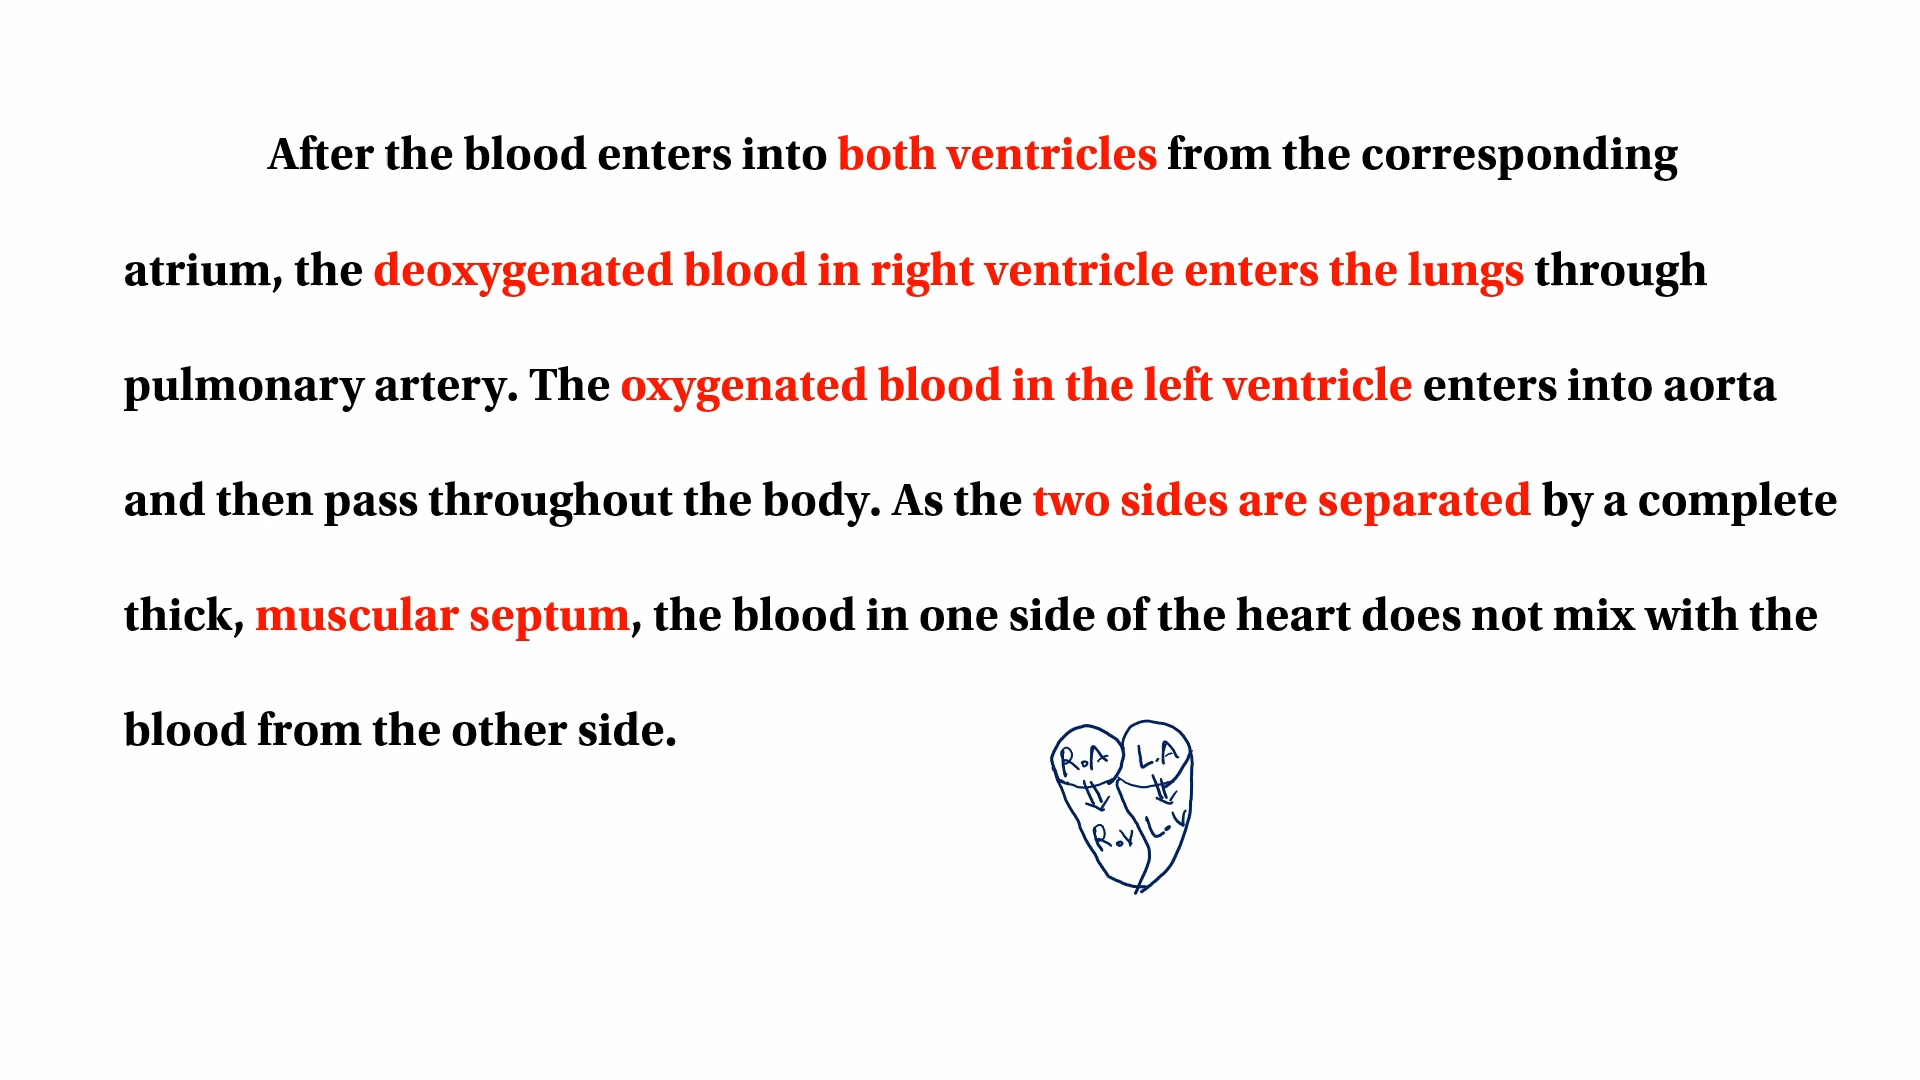 After the blood enters into both ventricles from the corresponding
atrium, the deoxygenated blood in right ventricle enters the lungs through
pulmonary artery. The oxygenated blood in the left ventricle enters into aorta
and then pass throughout the body. As the two sides are separated by a complete
thick, muscular septum, the blood in one side of the heart does not mix with the
blood from the other side.
R.A L.A
R.V L.V